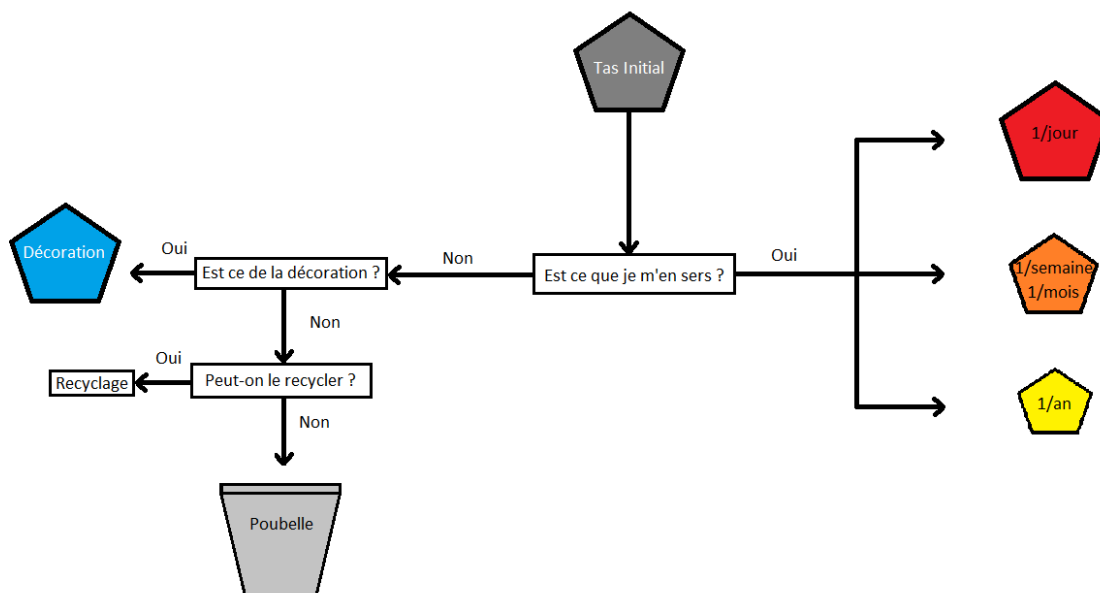 Tas Initial
1/jour
Décoration
Oui
Est ce de la décoration ?
Non
Est ce que je m'en sers ?
Oui
1/semaine
1/mois
Non
Oui
Recyclage
Peut-on le recycler ?
1/an
Non
Poubelle